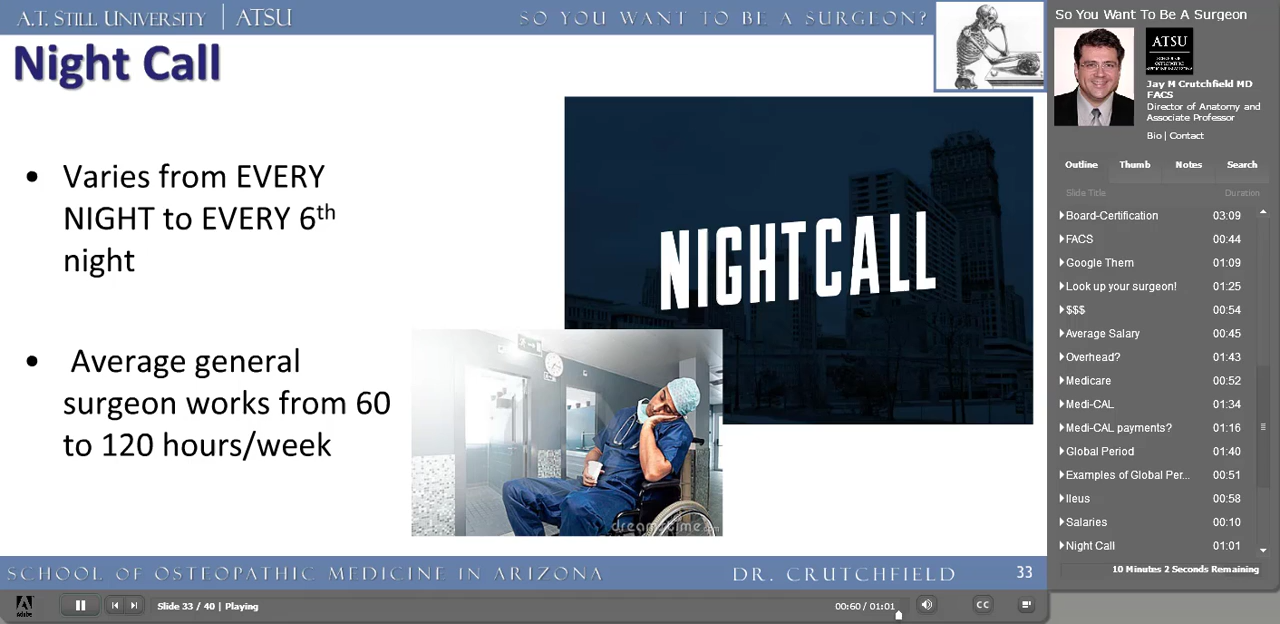 A.T. STILL UNIVERSITY | ATSU
SO YOU WANT TO BE A SURGEON?
Night Call
• Varies from EVERY
NIGHT to EVERY 6th
night
• Average general
surgeon works from 60
to 120 hours/week
NIGHTCALL
dreamstime.com
SCHOOL OF OSTEOPATHIC MEDICINE IN ARIZONA
DR. CRUTCHFIELD
33
So You Want To Be A Surgeon
ATSU
SCHOOL OF
OSTEOPATHIC
MEDICINE IN ARIZONA
Jay M Crutchfield MD
FACS
Director of Anatomy and
Associate Professor
Bio | Contact
Outline Thumb Notes Search
Slide Title Duration
Board-Certification 03:09
FACS 00:44
Google Them 01:09
Look up your surgeon! 01:25
$$$ 00:54
Average Salary 00:45
Overhead? 01:43
Medicare 00:52
Medi-CAL 01:34
Medi-CAL payments? 01:16
Global Period 01:40
Examples of Global Per... 00:51
Ileus 00:58
Salaries 00:10
Night Call 01:01
10 Minutes 2 Seconds Remaining
Adobe
Slide 33 / 40 | Playing
00:60 / 01:01
CC